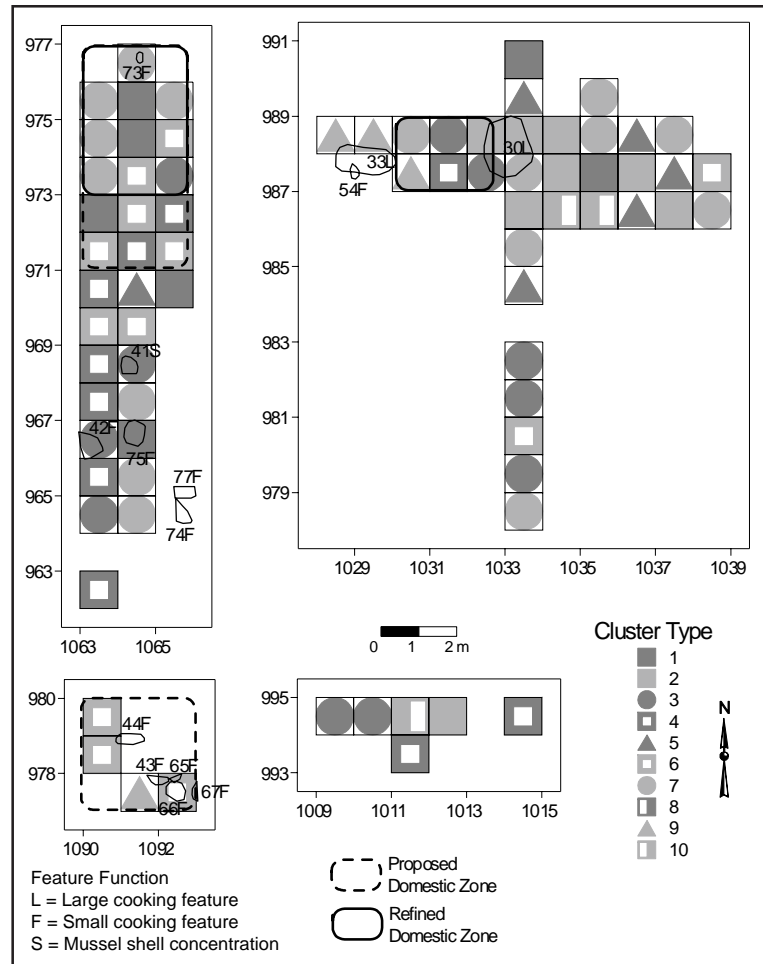 977
975
973
971
969
967
965
963
1063 1065
73F
41S
42F
75F
77F
74F
991
989
987
985
983
981
979
1029 1031 1033 1035 1037 1039
33L
30L
54F
0 1 2 m
980
978
1090 1092
44F
43F 65F
67F
66F
995
993
1009 1011 1013 1015
Cluster Type
1
2
3
4
5
6
7
8
9
10
N
Feature Function
L = Large cooking feature
F = Small cooking feature
S = Mussel shell concentration
Proposed
Domestic Zone
Refined
Domestic Zone